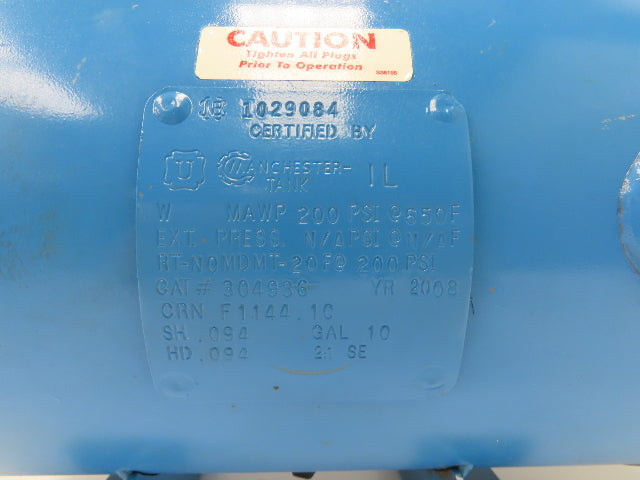 CAUTION
Tighten All Plugs
Prior To Operation
NB 1029084
CERTIFIED BY
U MANCHESTER-
TANK IL
W MAWP 200 PSI @ 650F
EXT. PRESS. N/A PSI @ N/A F
RT-NO MDMT-20F@ 200 PSI
CAT# 304936 YR 2008
CRN F1144.1C
SH .094 GAL 10
HD .094 2:1 SE